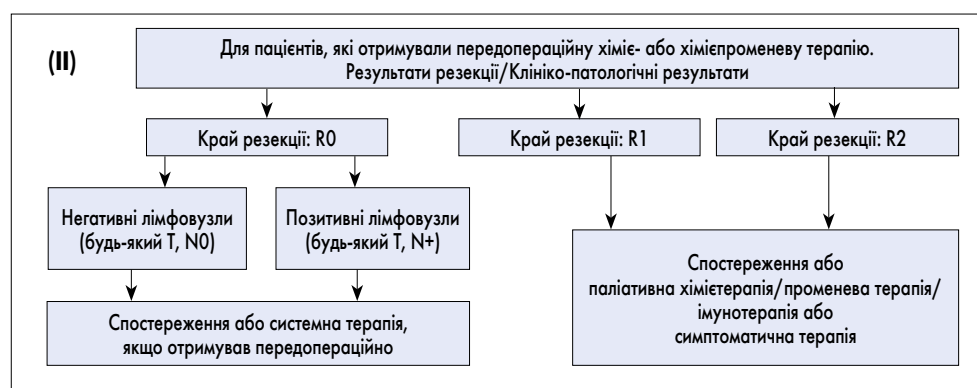 (II)
Для пацієнтів, які отримували передопераційну хіміє- або хімієпроменеву терапію.
Результати резекції/Клініко-патологічні результати
Край резекції: R0
Край резекції: R1
Край резекції: R2
Негативні лімфовузли
(будь-який Т, N0)
Позитивні лімфовузли
(будь-який Т, N+)
Спостереження або системна терапія,
якщо отримував передопераційно
Спостереження або
паліативна хімієтерапія/променева терапія/
імунотерапія або
симптоматична терапія